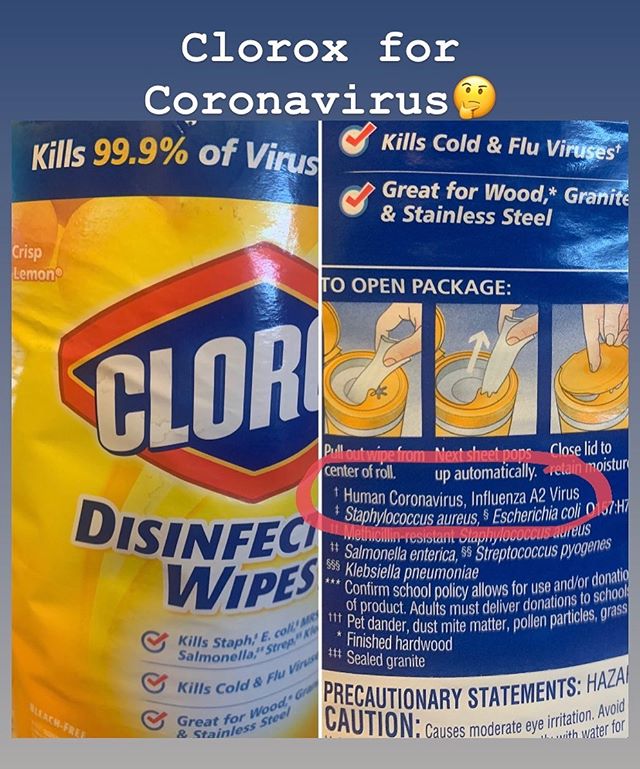 Clorox for
Coronavirus🤔
Kills 99.9% of Virus
Crisp
Lemon®
CLORO
DISINFECT
WIPES
Kills Staph,‡ E. coli,§ MRS
Salmonella,‡‡ Strep,§§ Kle
Kills Cold & Flu Virus
Great for Wood,* Gran
& Stainless Steel
BLEACH-FREE
Kills Cold & Flu Viruses†
Great for Wood,* Granite
& Stainless Steel
TO OPEN PACKAGE:
Pull out wipe from
center of roll.
Next sheet pops
up automatically.
Close lid to
retain moisture
† Human Coronavirus, Influenza A2 Virus
‡ Staphylococcus aureus, § Escherichia coli O157:H7
Methicillin-resistant Staphylococcus aureus
‡‡ Salmonella enterica, §§ Streptococcus pyogenes
§§§ Klebsiella pneumoniae
*** Confirm school policy allows for use and/or donatio
of product. Adults must deliver donations to school
††† Pet dander, dust mite matter, pollen particles, grass
* Finished hardwood
‡‡‡ Sealed granite
PRECAUTIONARY STATEMENTS: HAZA
CAUTION: Causes moderate eye irritation. Avoid
with water for